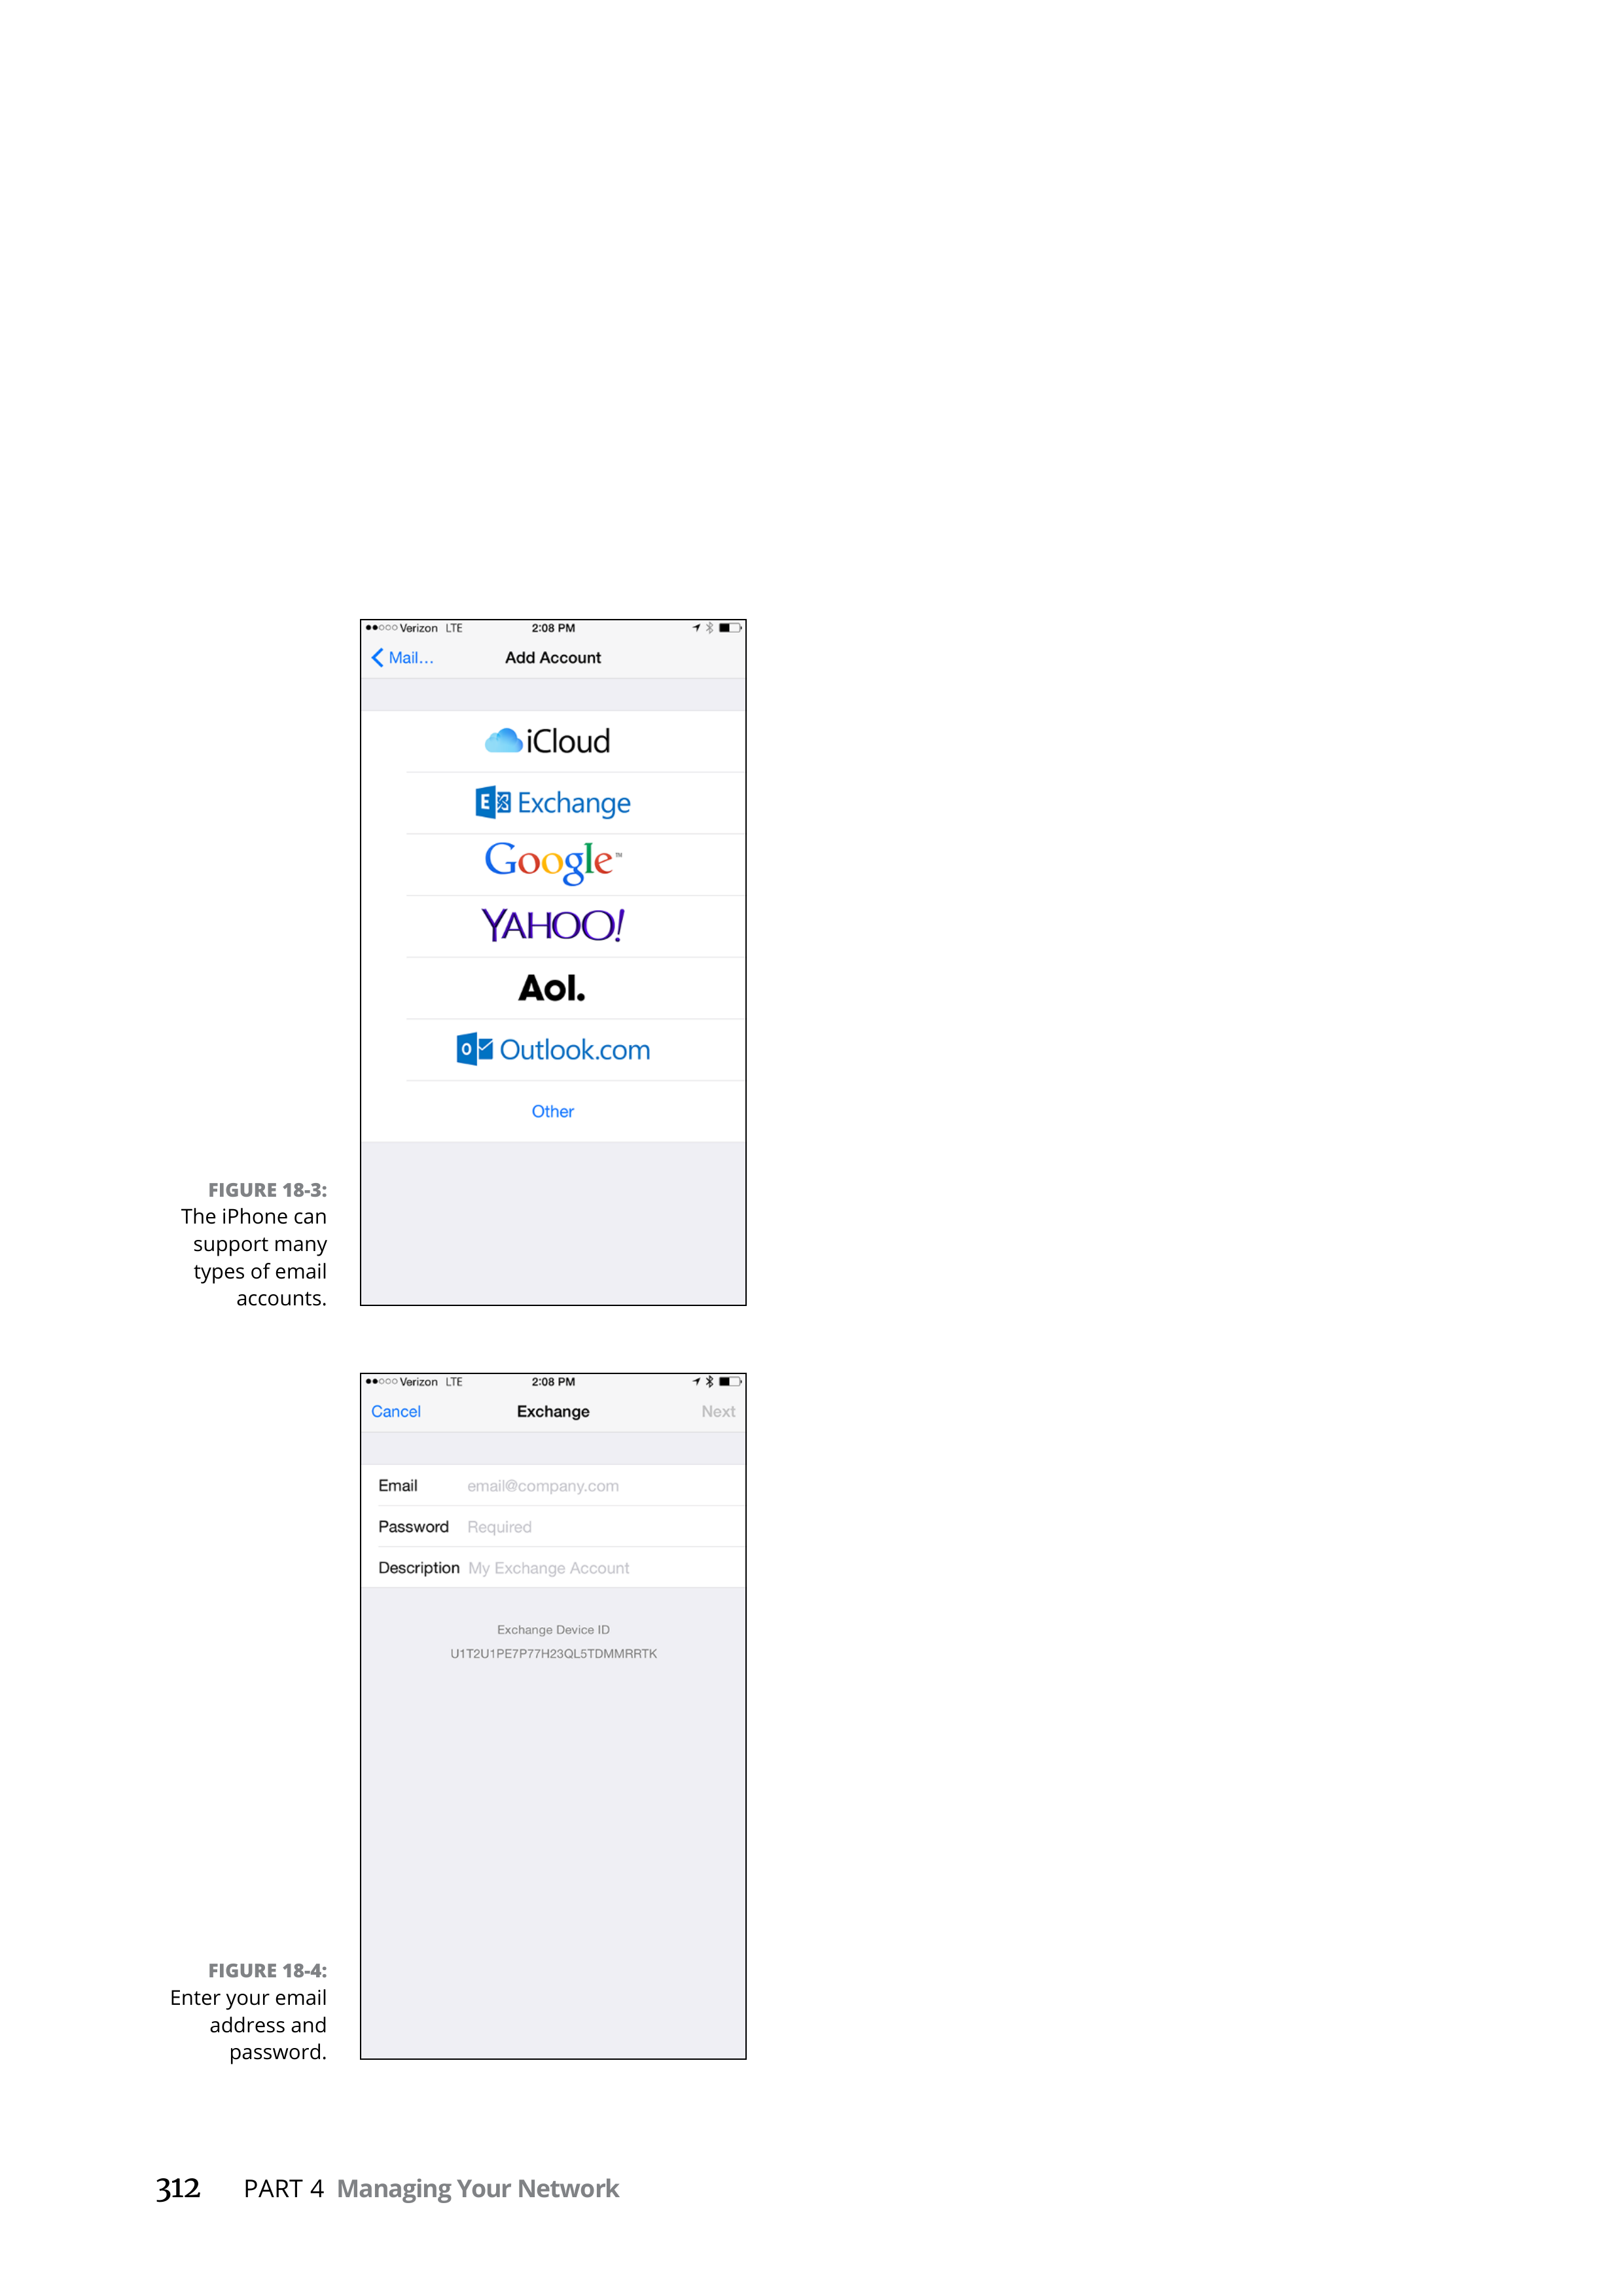 Verizon LTE 2:08 PM
Mail... Add Account
iCloud
E Exchange
Google™
YAHOO!
Aol.
O Outlook.com
Other
FIGURE 18-3:
The iPhone can
support many
types of email
accounts.
Verizon LTE 2:08 PM
Cancel Exchange Next
Email email@company.com
Password Required
Description My Exchange Account
Exchange Device ID
U1T2U1PE7P77H23QL5TDMMRRTK
FIGURE 18-4:
Enter your email
address and
password.
312 PART 4 Managing Your Network